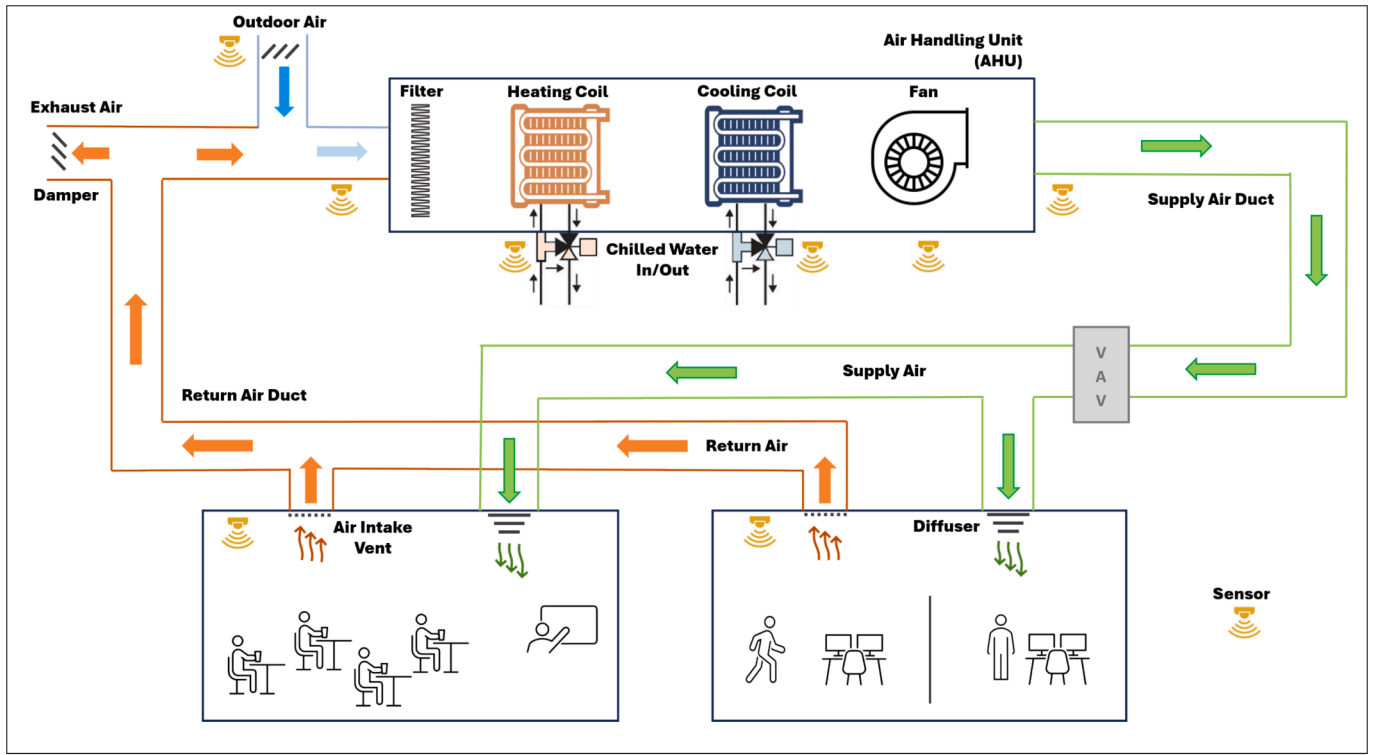 Outdoor Air
Air Handling Unit
(AHU)
Exhaust Air
Filter
Heating Coil
Cooling Coil
Fan
Damper
Supply Air Duct
Chilled Water
In/Out
V
A
V
Supply Air
Return Air Duct
Return Air
Air Intake
Vent
Diffuser
Sensor